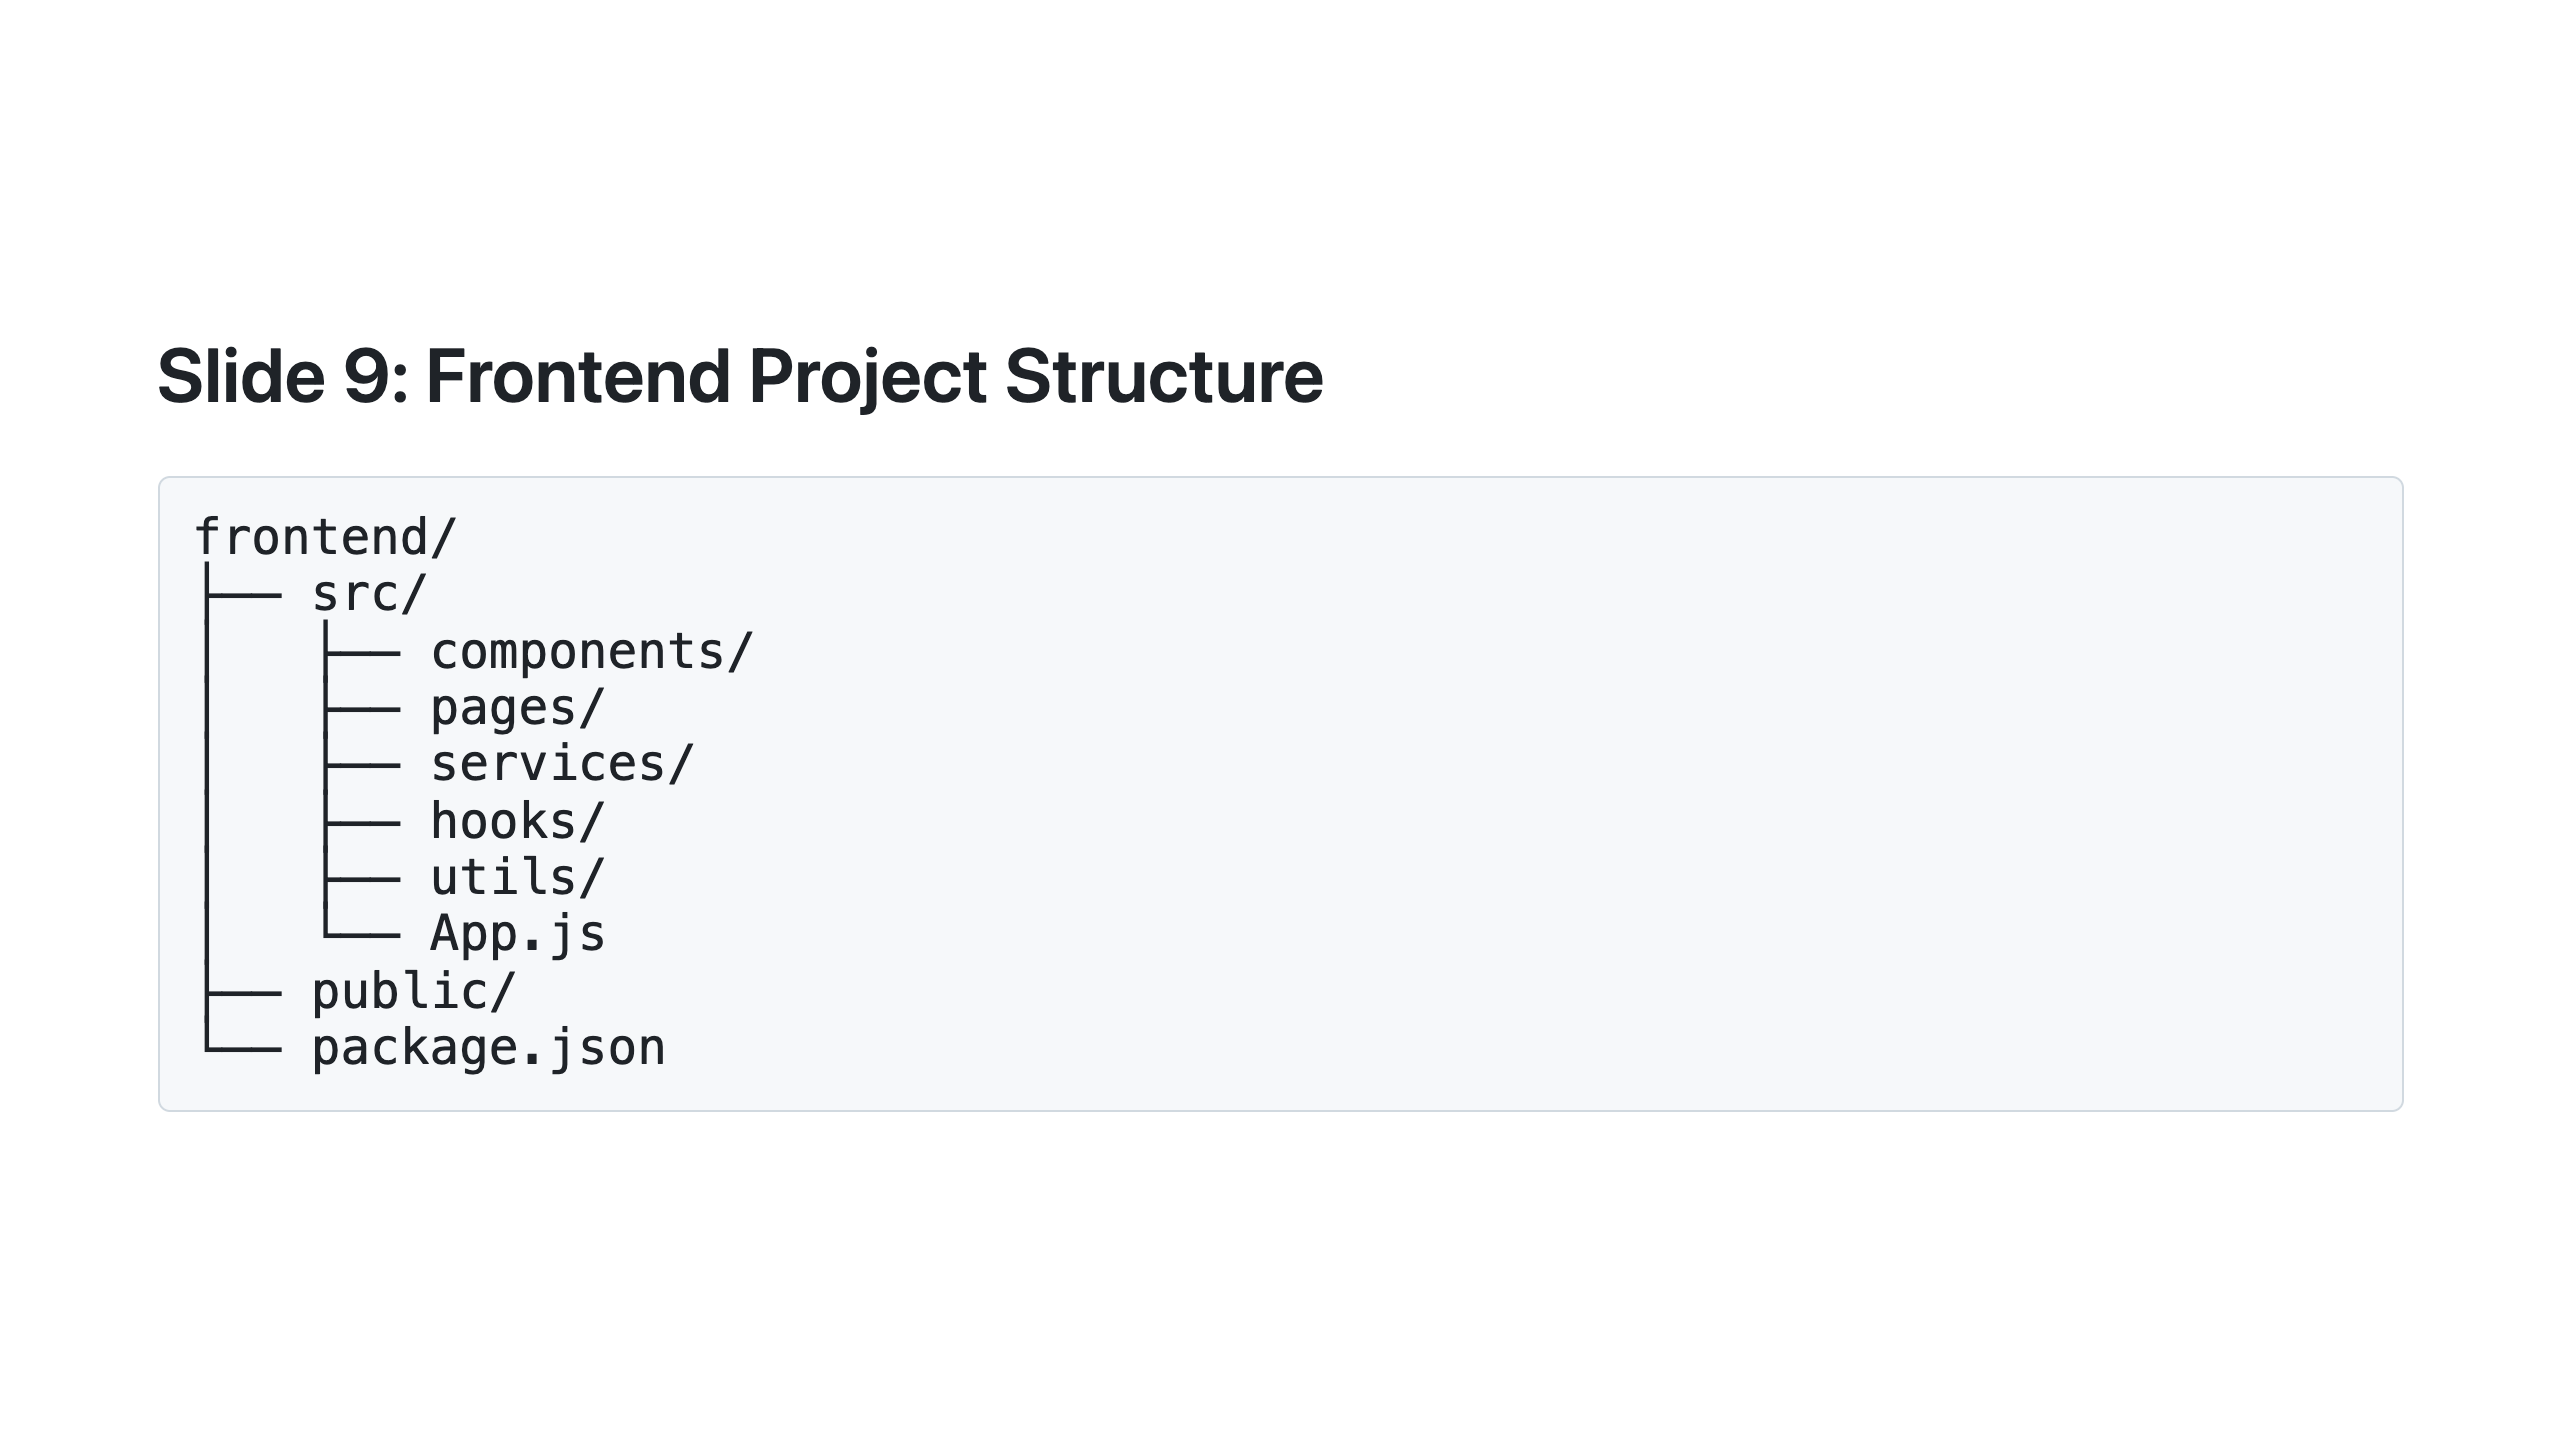 Slide 9: Frontend Project Structure
frontend/
├── src/
│   ├── components/
│   ├── pages/
│   ├── services/
│   ├── hooks/
│   ├── utils/
│   └── App.js
├── public/
└── package.json